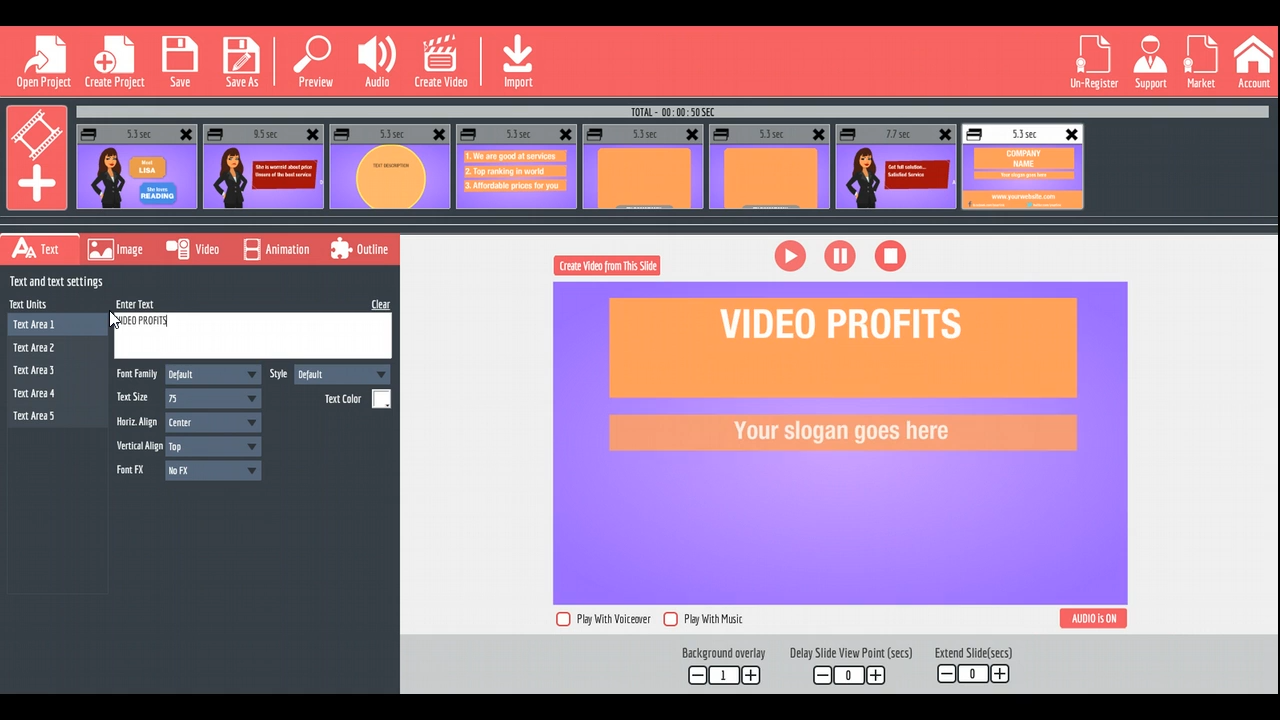 Open Project
Create Project
Save
Save As
Preview
Audio
Create Video
Import
Un-Register
Support
Market
Account
TOTAL - 00 : 00 : 50 SEC
5.3 sec
9.5 sec
5.3 sec
5.3 sec
5.3 sec
5.3 sec
7.7 sec
5.3 sec
Meet
LISA
She loves
READING
She is worroid about price
Unsure of the best service
TEXT DESCRIPTION
1. We are good at services
2. Top ranking in world
3. Affordable prices for you
Get full solution...
Satisfied Service
COMPANY
NAME
Your slogan goes here
www.yourwebsite.com
Text
Image
Video
Animation
Outline
Text and text settings
Text Units
Enter Text
Clear
Text Area 1
Text Area 2
Text Area 3
Text Area 4
Text Area 5
VIDEO PROFITS
Font Family
Default
Style
Default
Text Size
75
Text Color
Horiz. Align
Center
Vertical Align
Top
Font FX
No FX
Create Video from This Slide
VIDEO PROFITS
Your slogan goes here
Play With Voiceover
Play With Music
AUDIO is ON
Background overlay
1
Delay Slide View Point (secs)
0
Extend Slide(secs)
0